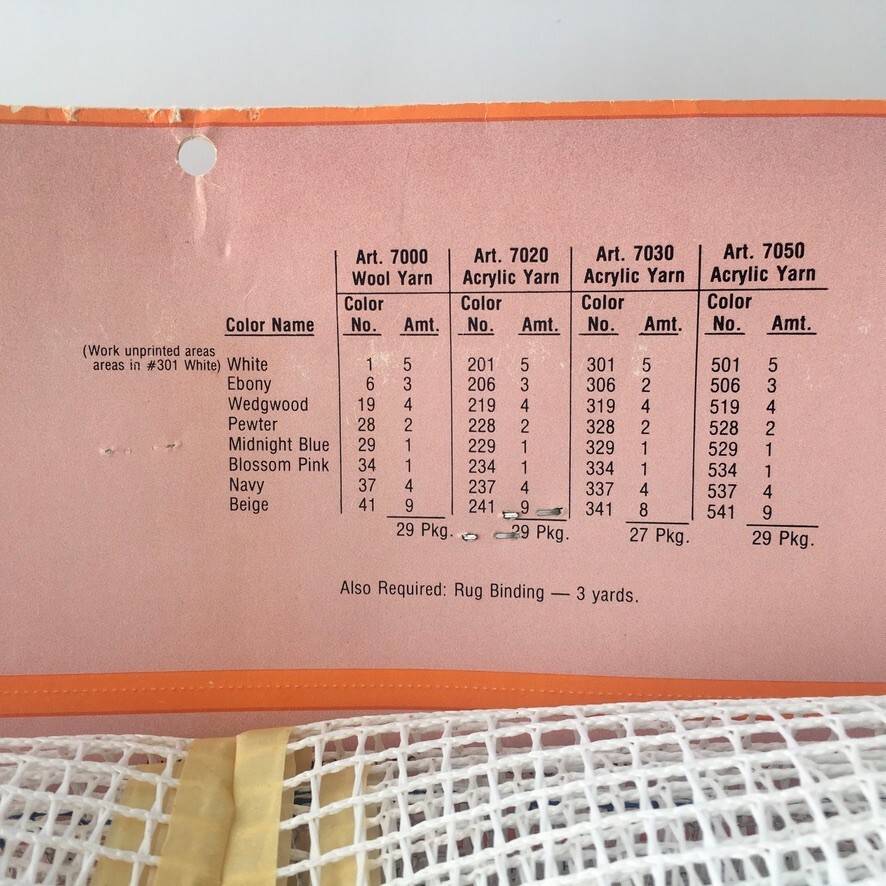 Art. 7000 Art. 7020 Art. 7030 Art. 7050
Wool Yarn Acrylic Yarn Acrylic Yarn Acrylic Yarn
Color Color Color Color
Color Name No. Amt. No. Amt. No. Amt. No. Amt.
(Work unprinted areas
areas in #301 White) White 1 5 201 5 301 5 501 5
Ebony 6 3 206 3 306 2 506 3
Wedgwood 19 4 219 4 319 4 519 4
Pewter 28 2 228 2 328 2 528 2
Midnight Blue 29 1 229 1 329 1 529 1
Blossom Pink 34 1 234 1 334 1 534 1
Navy 37 4 237 4 337 4 537 4
Beige 41 9 241 9 341 8 541 9
29 Pkg. 29 Pkg. 27 Pkg. 29 Pkg.
Also Required: Rug Binding — 3 yards.